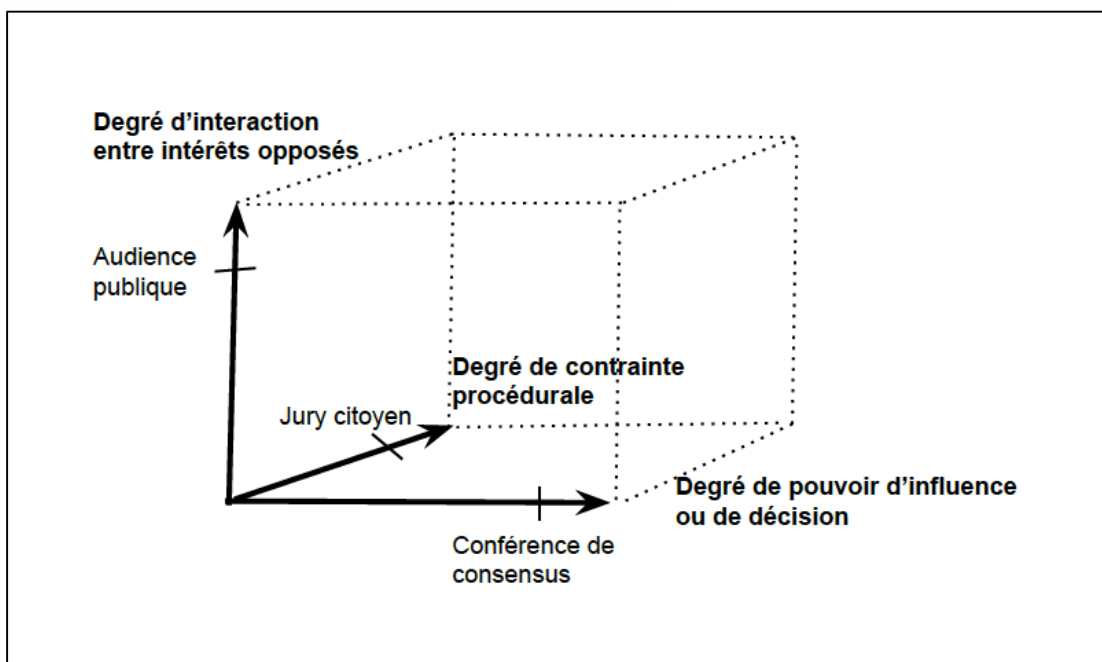 Degré d’interaction
entre intérêts opposés
Audience
publique
Degré de contrainte
procédurale
Jury citoyen
Degré de pouvoir d’influence
ou de décision
Conférence de
consensus